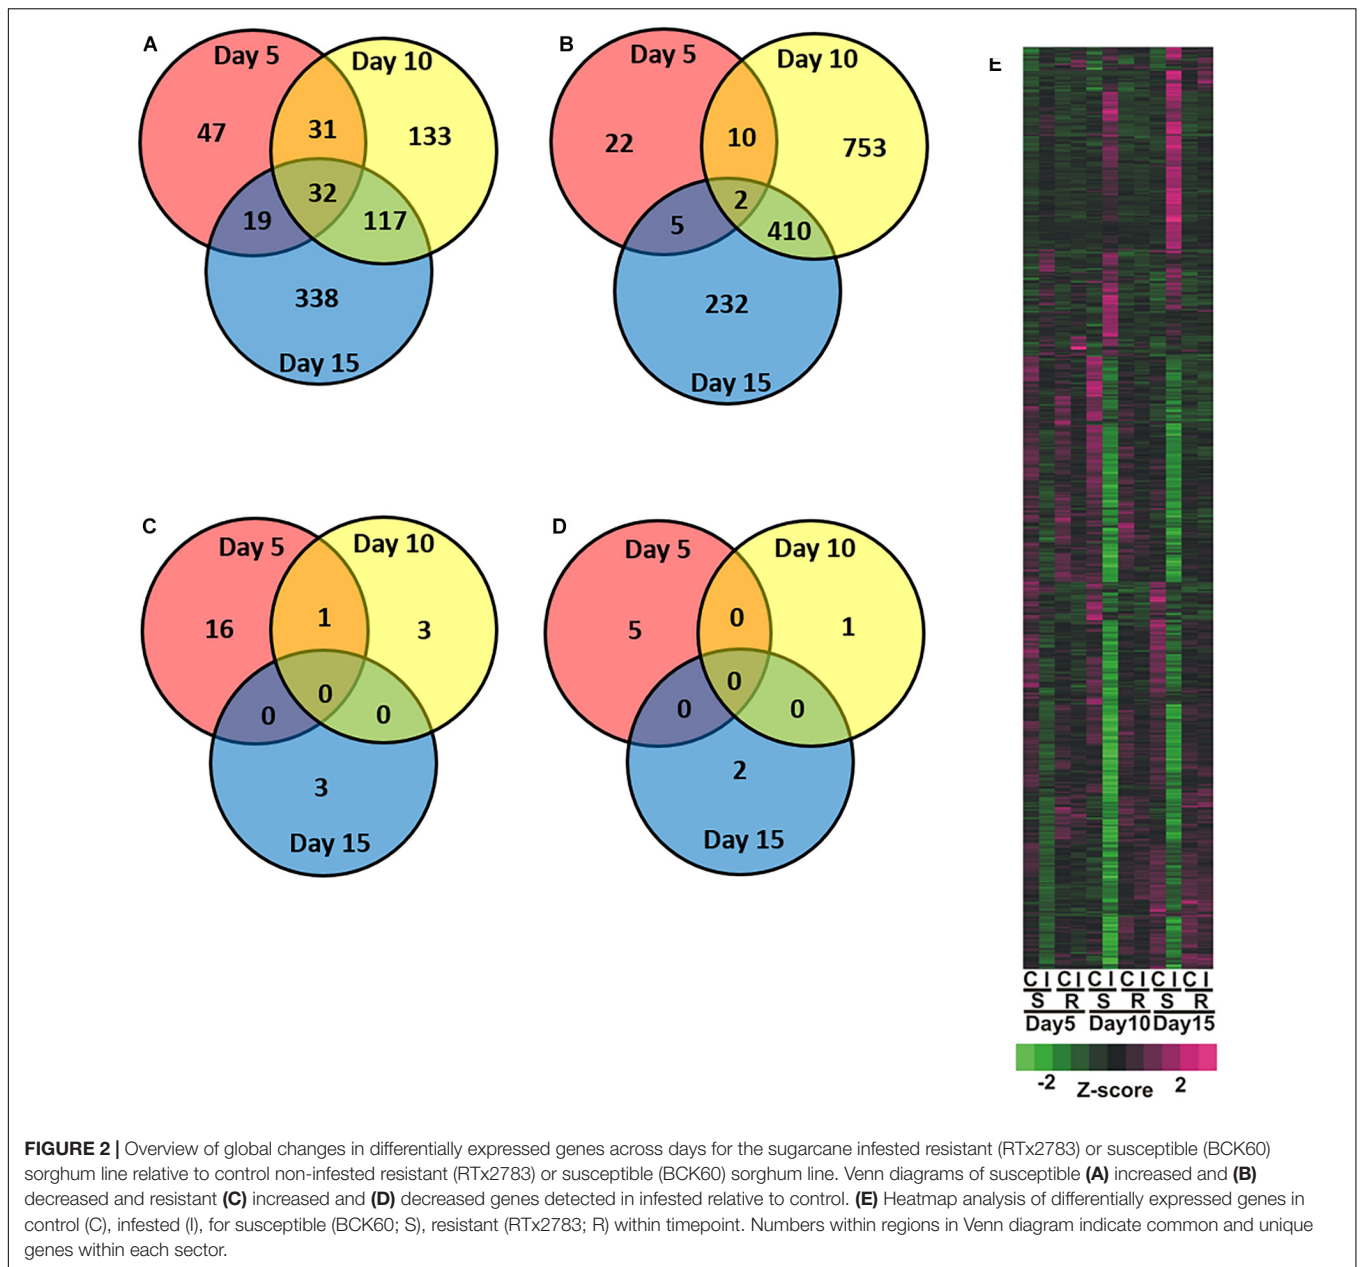 A
Day 5
Day 10
47
31
133
32
19
117
338
Day 15
B
Day 5
Day 10
22
10
753
2
5
410
232
Day 15
C
Day 5
Day 10
16
1
3
0
0
0
3
Day 15
D
Day 5
Day 10
5
0
1
0
0
0
2
Day 15
E
C I C I C I C I C I C I
S R S R S R
Day5 Day10 Day15
-2 Z-score 2
FIGURE 2 | Overview of global changes in differentially expressed genes across days for the sugarcane infested resistant (RTx2783) or susceptible (BCK60)
sorghum line relative to control non-infested resistant (RTx2783) or susceptible (BCK60) sorghum line. Venn diagrams of susceptible (A) increased and (B)
decreased and resistant (C) increased and (D) decreased genes detected in infested relative to control. (E) Heatmap analysis of differentially expressed genes in
control (C), infested (I), for susceptible (BCK60; S), resistant (RTx2783; R) within timepoint. Numbers within regions in Venn diagram indicate common and unique
genes within each sector.